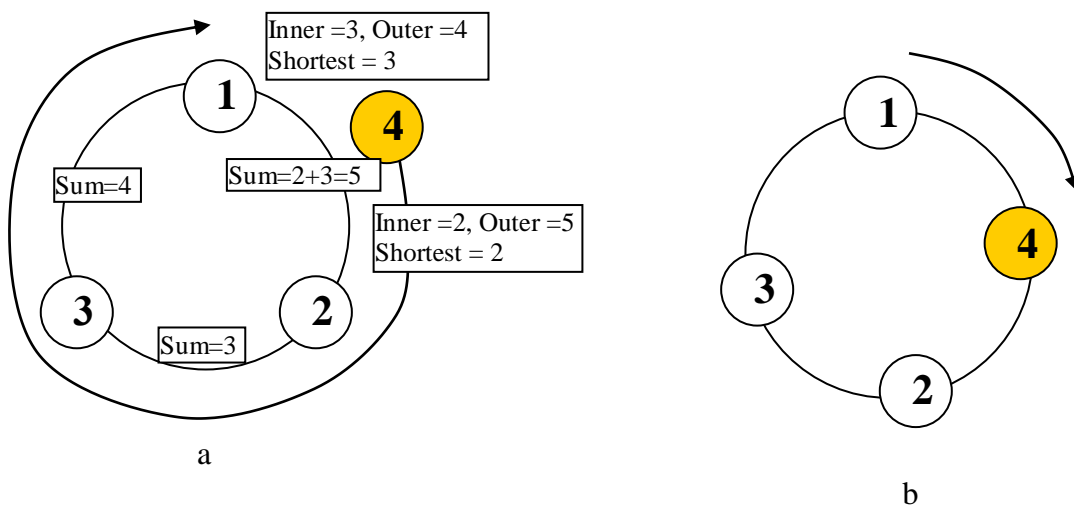 Inner =3, Outer =4
Shortest = 3
1
4
Sum=4
Sum=2+3=5
Inner =2, Outer =5
Shortest = 2
3
2
Sum=3
a
1
4
3
2
b